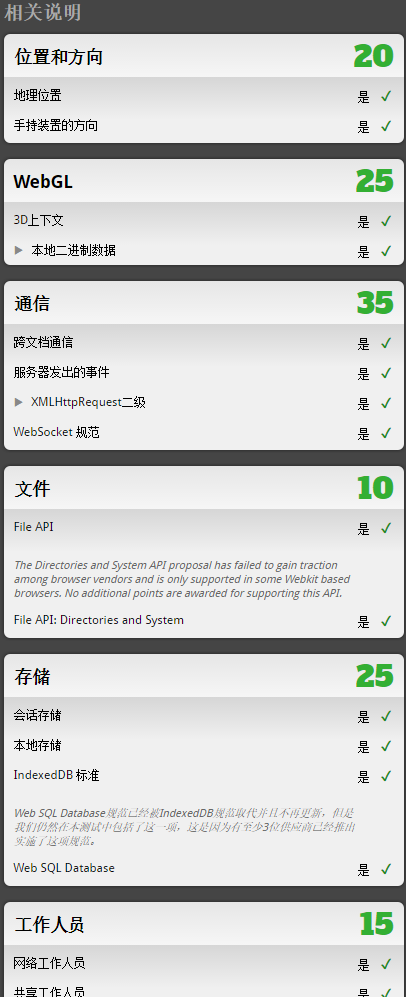 相关说明
位置和方向 20
地理位置 是 ✓
手持装置的方向 是 ✓
WebGL 25
3D上下文 是 ✓
▶ 本地二进制数据 是 ✓
通信 35
跨文档通信 是 ✓
服务器发出的事件 是 ✓
▶ XMLHttpRequest二级 是 ✓
WebSocket 规范 是 ✓
文件 10
File API 是 ✓
The Directories and System API proposal has failed to gain traction
among browser vendors and is only supported in some Webkit based
browsers. No additional points are awarded for supporting this API.
File API: Directories and System 是 ✓
存储 25
会话存储 是 ✓
本地存储 是 ✓
IndexedDB 标准 是 ✓
Web SQL Database规范已经被IndexedDB规范取代并且不再更新，但是
我们仍然在本测试中包括了这一项，这是因为有至少3位供应商已经推出
实施了这项规范。
Web SQL Database 是 ✓
工作人员 15
网络工作人员 是 ✓
共享工作人员 是 ✓